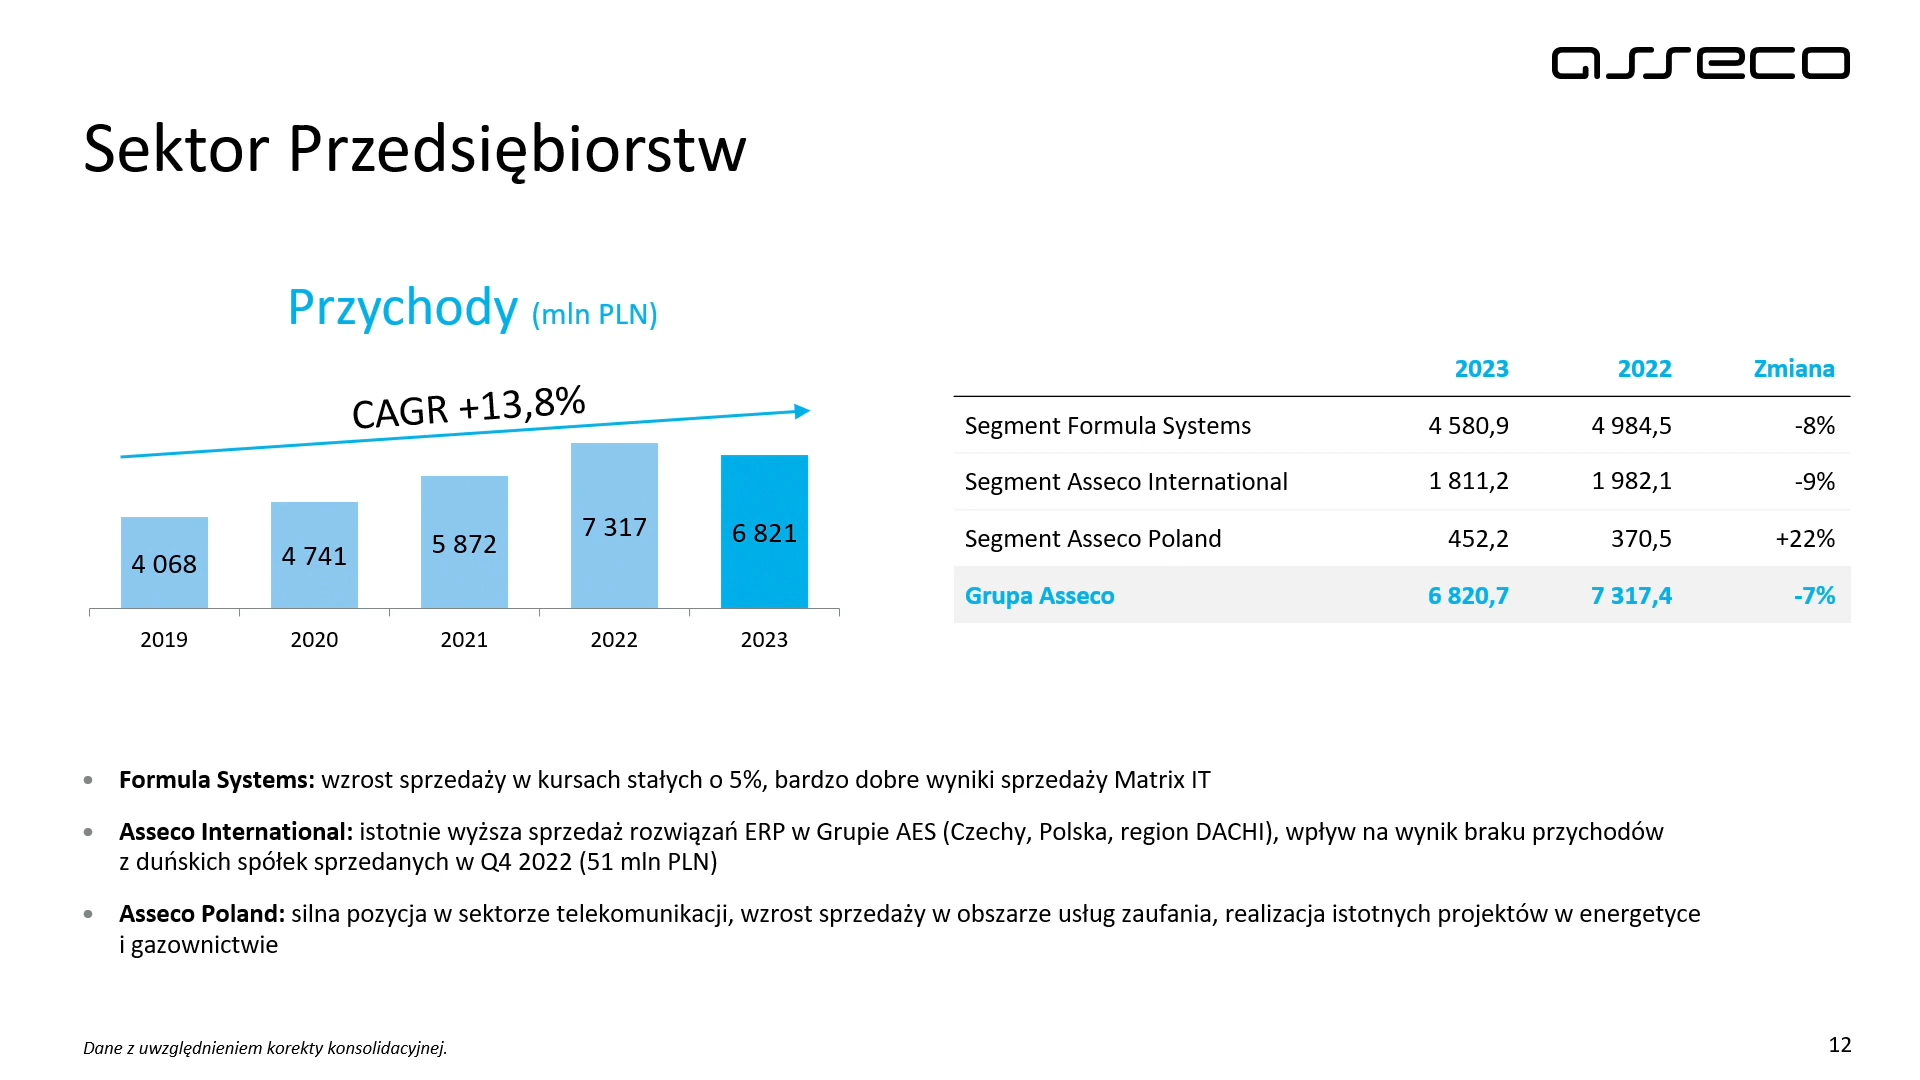 asseco
Sektor Przedsiębiorstw
Przychody (mln PLN)
CAGR +13,8%
4 068
4 741
5 872
7 317
6 821
2019 2020 2021 2022 2023
2023 2022 Zmiana
Segment Formula Systems 4 580,9 4 984,5 -8%
Segment Asseco International 1 811,2 1 982,1 -9%
Segment Asseco Poland 452,2 370,5 +22%
Grupa Asseco 6 820,7 7 317,4 -7%
• Formula Systems: wzrost sprzedaży w kursach stałych o 5%, bardzo dobre wyniki sprzedaży Matrix IT
• Asseco International: istotnie wyższa sprzedaż rozwiązań ERP w Grupie AES (Czechy, Polska, region DACHI), wpływ na wynik braku przychodów
z duńskich spółek sprzedanych w Q4 2022 (51 mln PLN)
• Asseco Poland: silna pozycja w sektorze telekomunikacji, wzrost sprzedaży w obszarze usług zaufania, realizacja istotnych projektów w energetyce
i gazownictwie
Dane z uwzględnieniem korekty konsolidacyjnej.
12